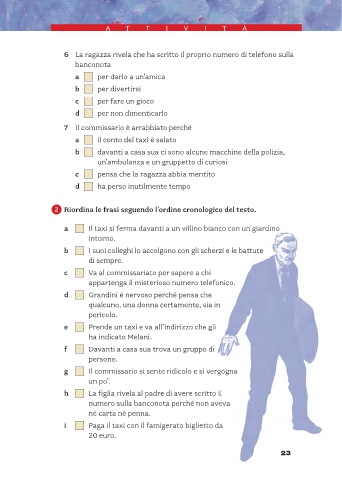 ATTIVITÀ
6 La ragazza rivela che ha scritto il proprio numero di telefono sulla
banconota
a per darlo a un'amica
b per divertirsi
c per fare un gioco
d per non dimenticarlo
7 Il commissario è arrabbiato perché
a il conto del taxi è salato
b davanti a casa sua ci sono alcune macchine della polizia,
un'ambulanza e un gruppetto di curiosi
c pensa che la ragazza abbia mentito
d ha perso inutilmente tempo
2 Riordina le frasi seguendo l'ordine cronologico del testo.
a Il taxi si ferma davanti a un villino bianco con un giardino
intorno.
b I suoi colleghi lo accolgono con gli scherzi e le battute
di sempre.
c Va al commissariato per sapere a chi
appartenga il misterioso numero telefonico.
d Grandini è nervoso perché pensa che
qualcuno, una donna certamente, sia in
pericolo.
e Prende un taxi e va all'indirizzo che gli
ha indicato Melani.
f Davanti a casa sua trova un gruppo di
persone.
g Il commissario si sente ridicolo e si vergogna
un po'.
h La figlia rivela al padre di avere scritto il
numero sulla banconota perché non aveva
né carta né penna.
i Paga il taxi con il famigerato biglietto da
20 euro.
23